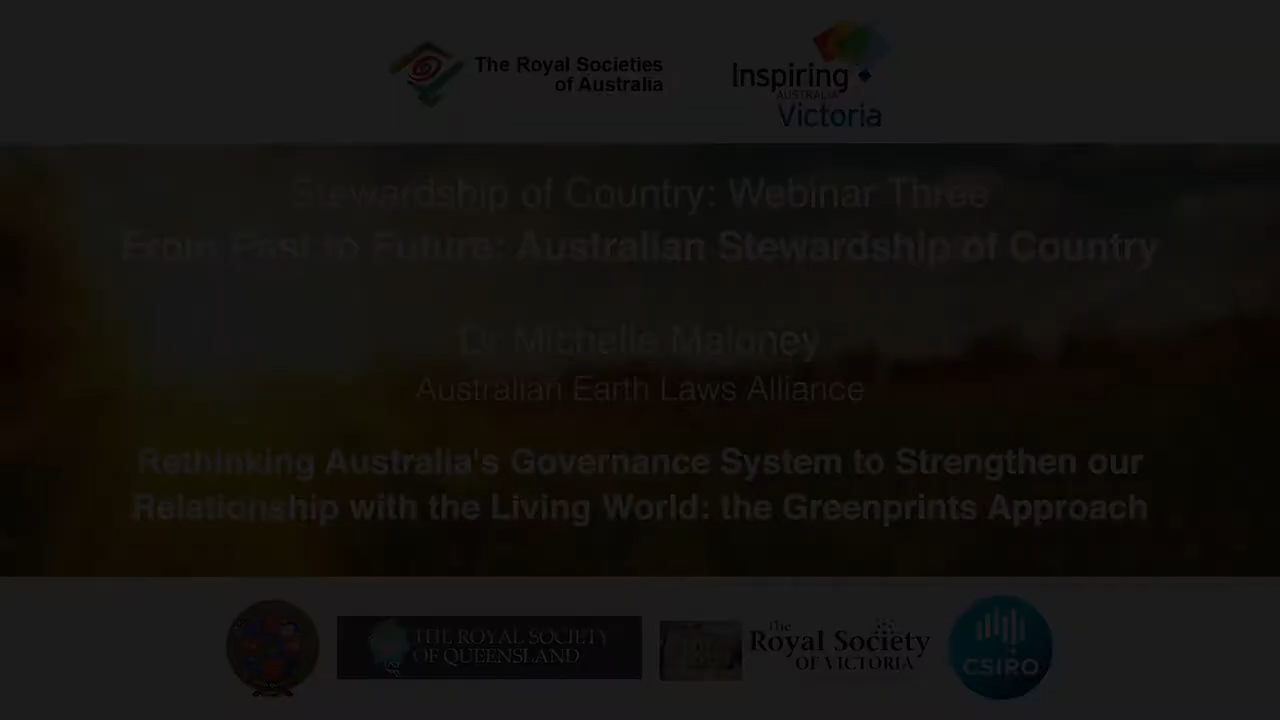 The Royal Societies
of Australia
Inspiring
AUSTRALIA
Victoria
Stewardship of Country: Webinar Three
From Past to Future: Australian Stewardship of Country
Dr Michelle Maloney
Australian Earth Laws Alliance
Rethinking Australia's Governance System to Strengthen our
Relationship with the Living World: the Greenprints Approach
THE ROYAL SOCIETY
OF QUEENSLAND
The
Royal Society
OF VICTORIA
CSIRO